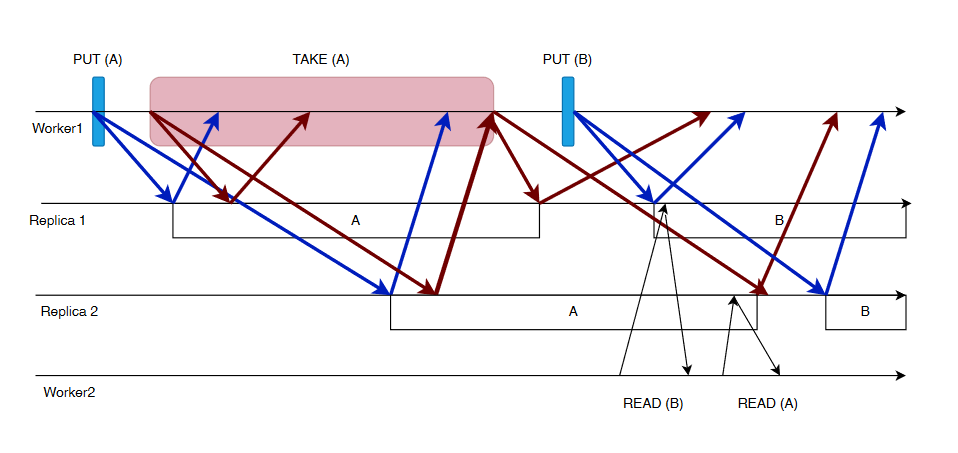 PUT (A)
TAKE (A)
PUT (B)
Worker1
Replica 1
A
B
Replica 2
A
B
Worker2
READ (B)
READ (A)